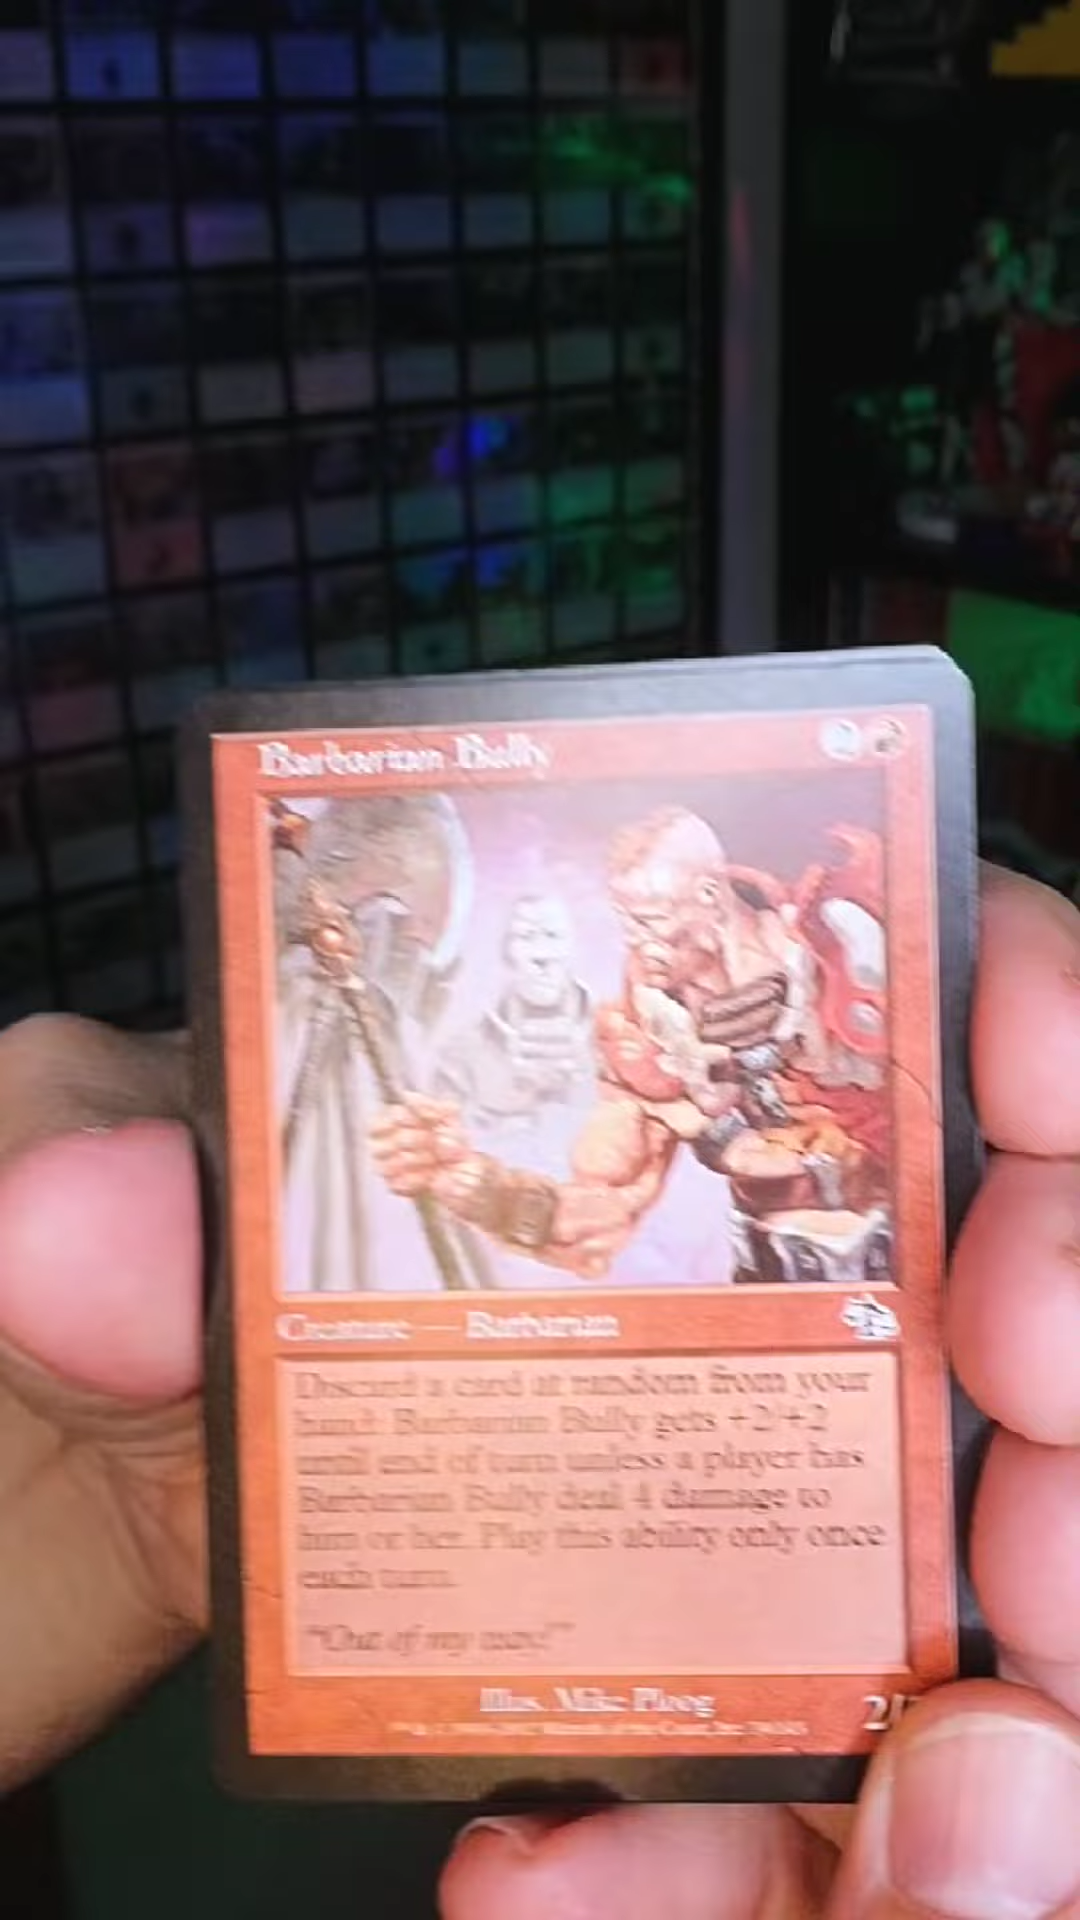 Barbarian Bully
Creature — Barbarian
Discard a card at random from your
hand: Barbarian Bully gets +2/+2
until end of turn unless a player has
Barbarian Bully deal 4 damage to
him or her. Play this ability only once
each turn.
"Out of my way!"
Illus. Mike Ploog
2/